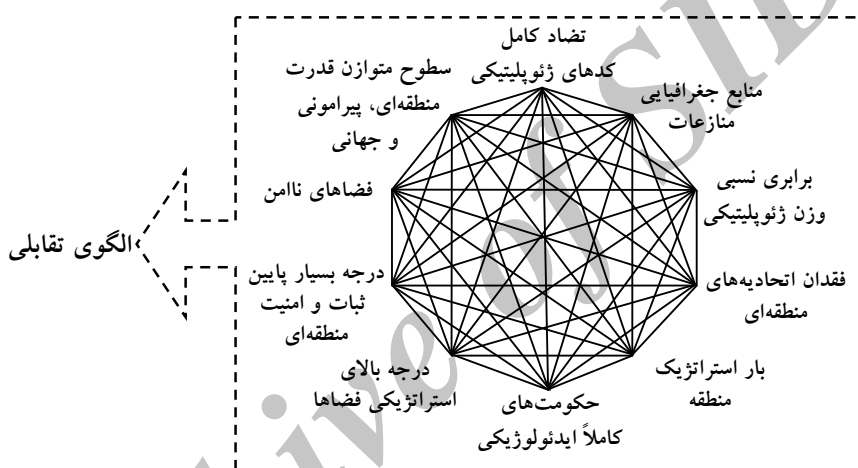 تضاد کامل
کدهای ژئوپلیتیکی
منابع جغرافیایی
منازعات
برابری نسبی
وزن ژئوپلیتیکی
فقدان اتحادیه‌های
منطقه‌ای
بار استراتژیک
منطقه
حکومت‌های
کاملاً ایدئولوژیکی
درجه بالای
استراتژیکی فضاها
درجه بسیار پایین
ثبات و امنیت
منطقه‌ای
فضاهای ناامن
سطوح متوازن قدرت
منطقه‌ای، پیرامونی
و جهانی
الگوی تقابلی